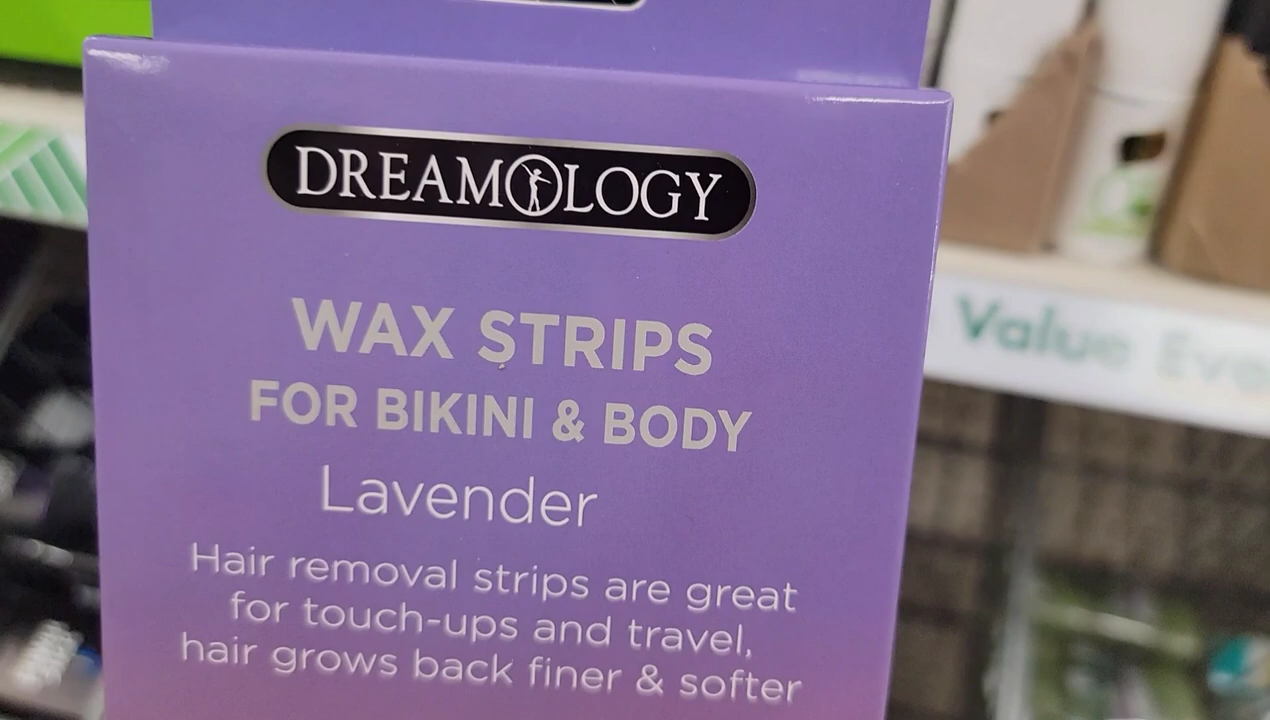 DREAMOLOGY
WAX STRIPS
FOR BIKINI & BODY
Lavender
Hair removal strips are great
for touch-ups and travel,
hair grows back finer & softer
Value